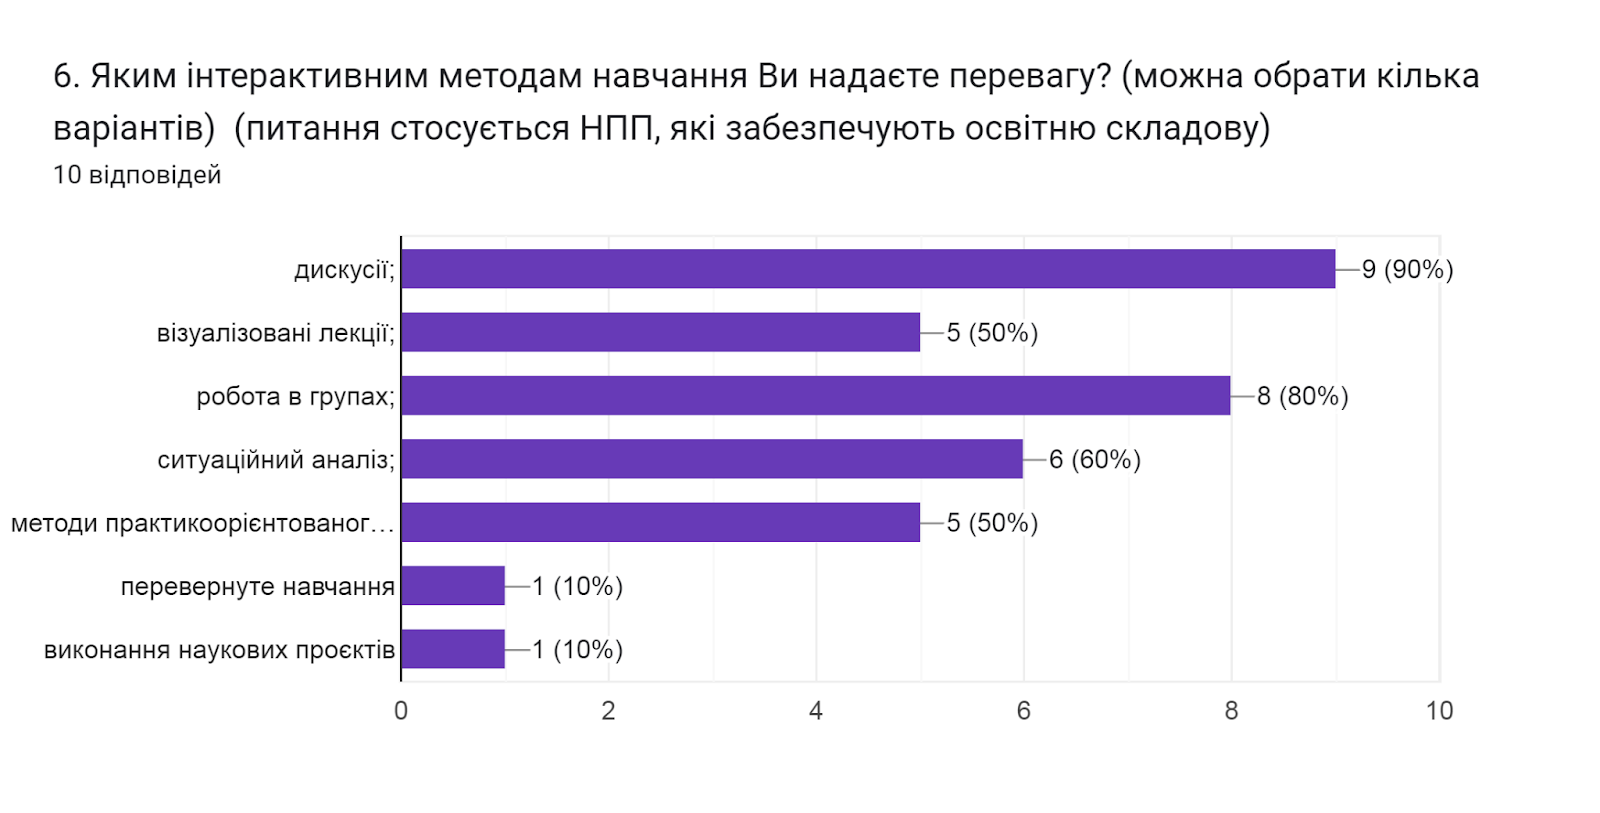 6. Яким інтерактивним методам навчання Ви надаєте перевагу? (можна обрати кілька
варіантів)  (питання стосується НПП, які забезпечують освітню складову)
10 відповідей
дискусії;
9 (90%)
візуалізовані лекції;
5 (50%)
робота в групах;
8 (80%)
ситуаційний аналіз;
6 (60%)
методи практикоорієнтованог…
5 (50%)
перевернуте навчання
1 (10%)
виконання наукових проєктів
1 (10%)
0 2 4 6 8 10